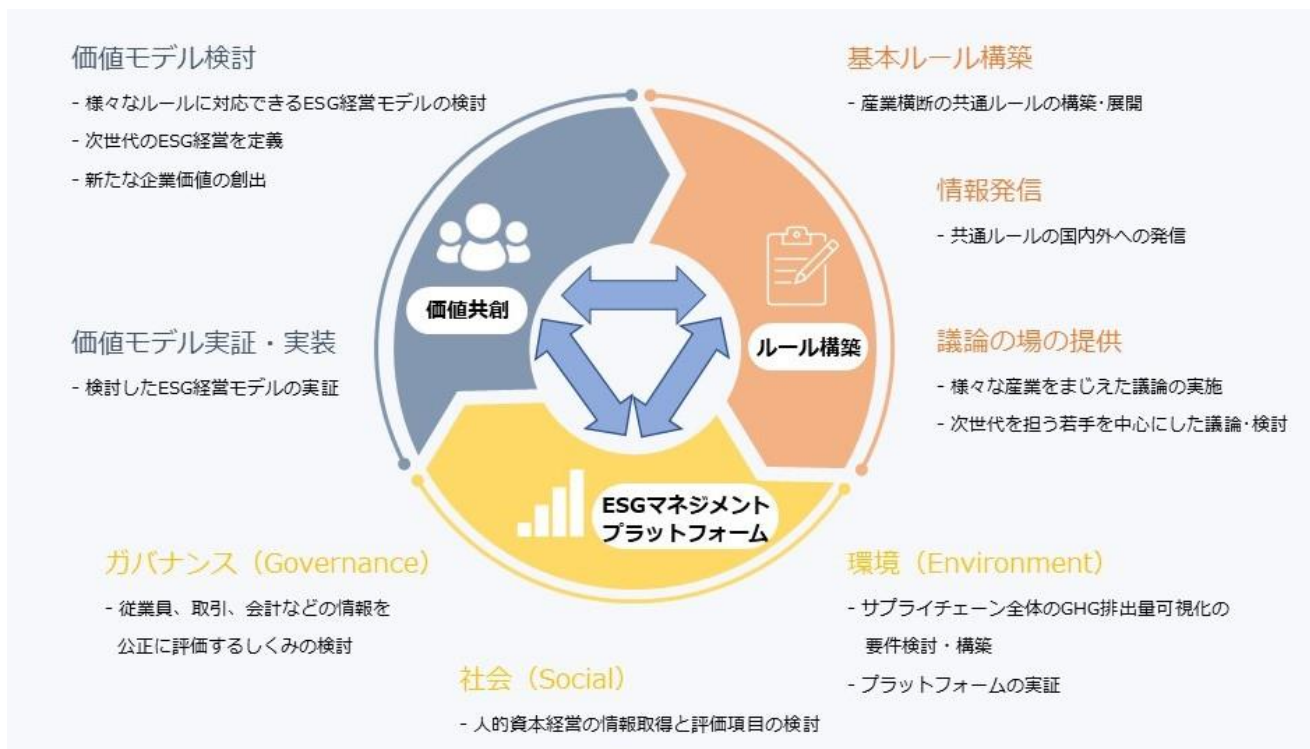 価値モデル検討
- 様々なルールに対応できるESG経営モデルの検討
- 次世代のESG経営を定義
- 新たな企業価値の創出
基本ルール構築
- 産業横断の共通ルールの構築・展開
情報発信
- 共通ルールの国内外への発信
価値共創
ルール構築
価値モデル実証・実装
- 検討したESG経営モデルの実証
議論の場の提供
- 様々な産業をまじえた議論の実施
- 次世代を担う若手を中心にした議論・検討
ESGマネジメント
プラットフォーム
ガバナンス（Governance）
- 従業員、取引、会計などの情報を
公正に評価するしくみの検討
社会（Social）
- 人的資本経営の情報取得と評価項目の検討
環境（Environment）
- サプライチェーン全体のGHG排出量可視化の
要件検討・構築
- プラットフォームの実証